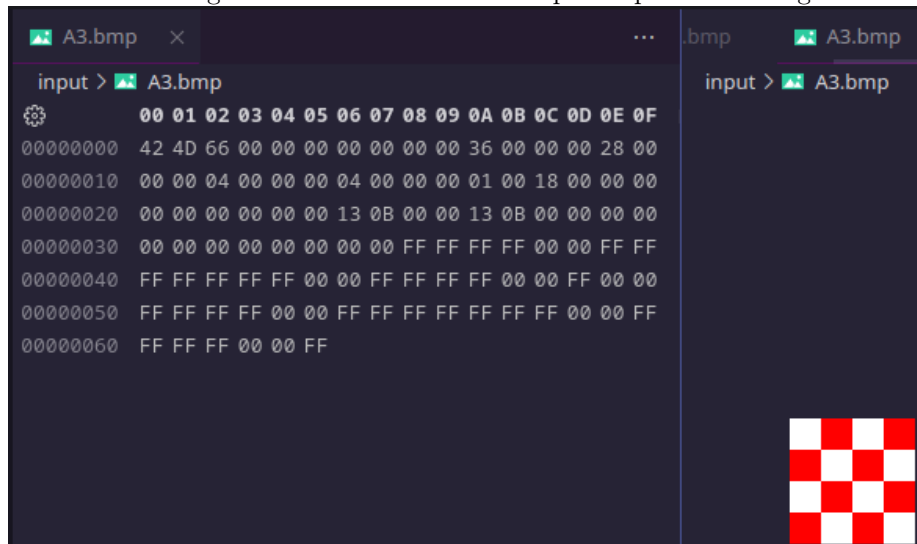 A3.bmp × ...
input > A3.bmp
00 01 02 03 04 05 06 07 08 09 0A 0B 0C 0D 0E 0F
00000000 42 4D 66 00 00 00 00 00 00 00 36 00 00 00 28 00
00000010 00 00 04 00 00 00 04 00 00 00 01 00 18 00 00 00
00000020 00 00 00 00 00 00 13 0B 00 00 13 0B 00 00 00 00
00000030 00 00 00 00 00 00 00 00 FF FF FF FF 00 00 FF FF
00000040 FF FF FF FF FF 00 00 FF FF FF FF 00 00 FF 00 00
00000050 FF FF FF FF 00 00 FF FF FF FF FF FF FF 00 00 FF
00000060 FF FF FF 00 00 FF
.bmp A3.bmp
input > A3.bmp